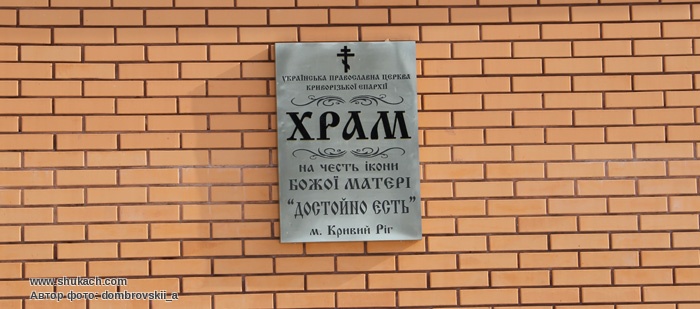 УКРАЇНСЬКА ПРАВОСЛАВНА ЦЕРКВА
КРИВОРІЗЬКОЇ ЄПАРХІЇ
ХРАМ
НА ЧЕСТЬ ІКОНИ
БОЖОЇ МАТЕРІ
“ДОСТОЙНО ЄСТЬ”
м. Кривий Ріг
www.shukach.com
Автор фото: dombrovskii_a